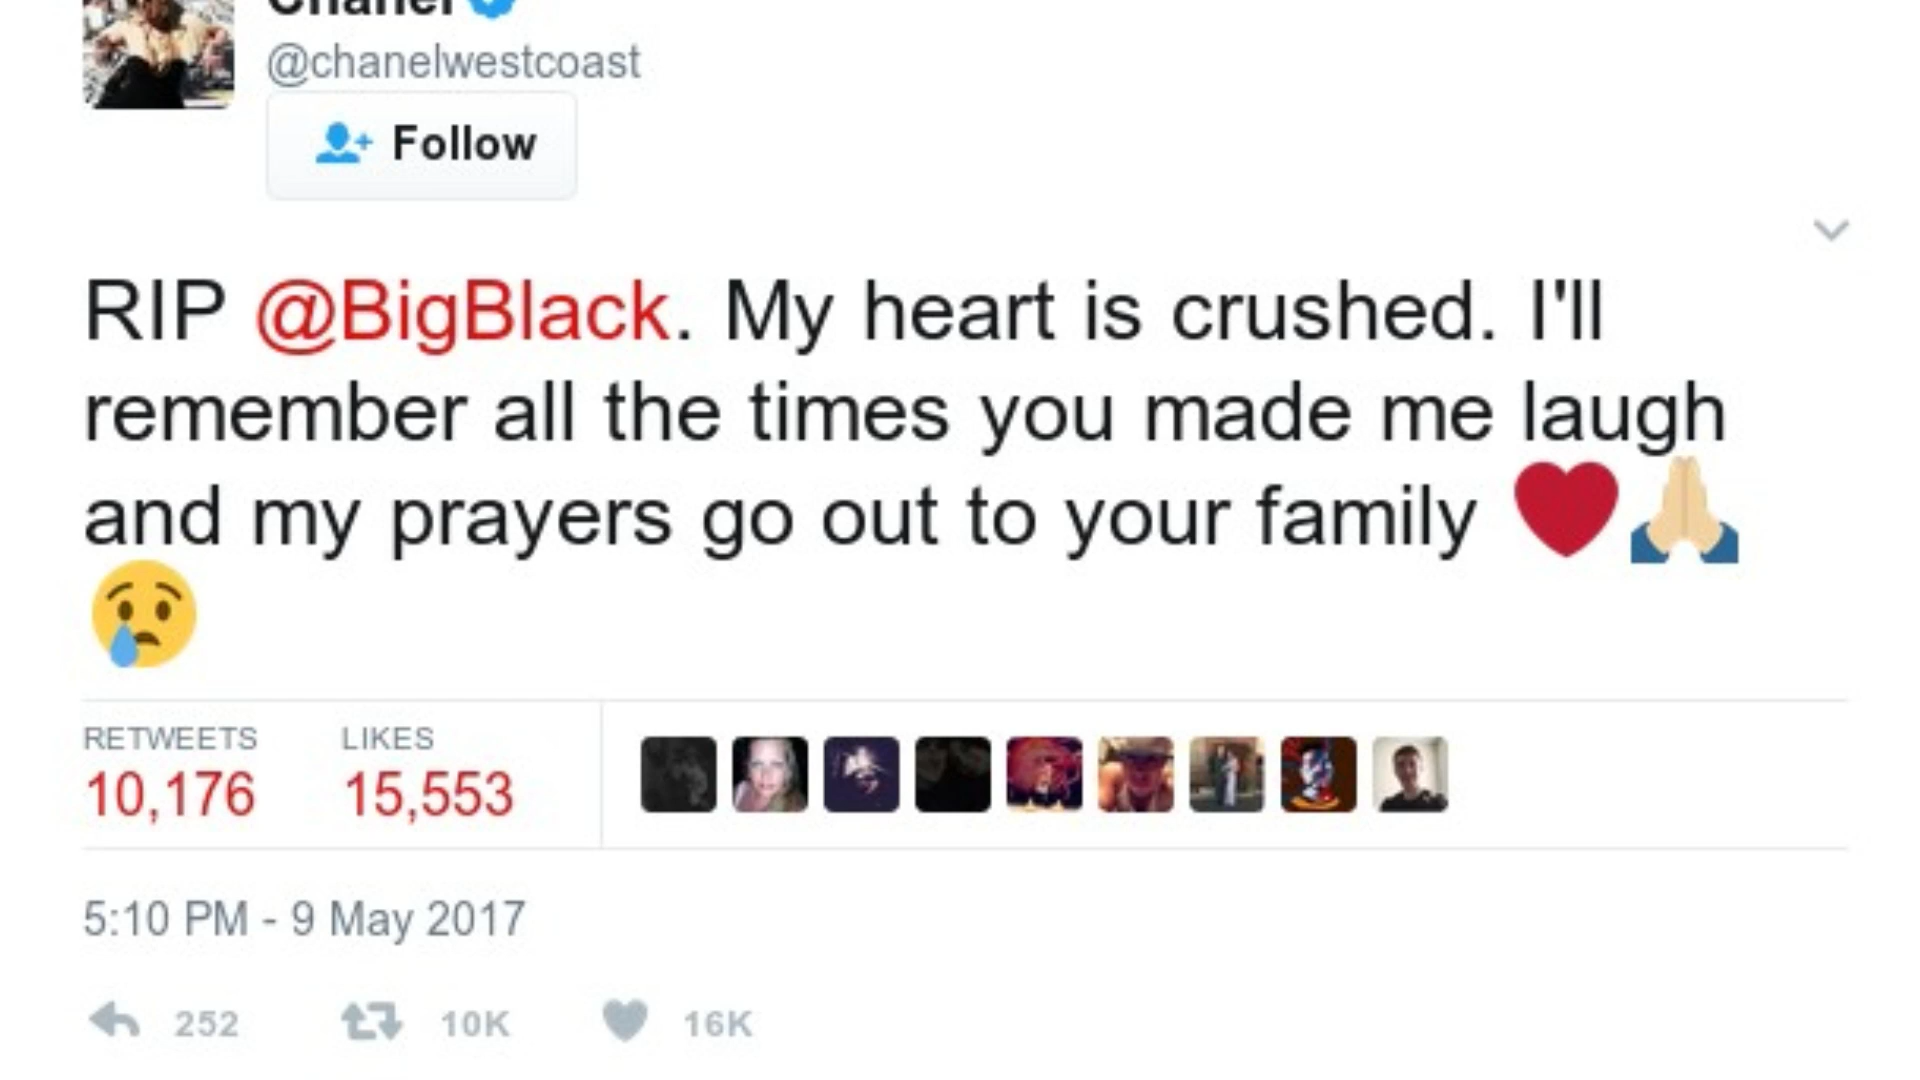 Chanel
@chanelwestcoast
Follow
RIP @BigBlack. My heart is crushed. I'll
remember all the times you made me laugh
and my prayers go out to your family ❤️🙏🏼
😢
RETWEETS LIKES
10,176 15,553
5:10 PM - 9 May 2017
252 10K 16K